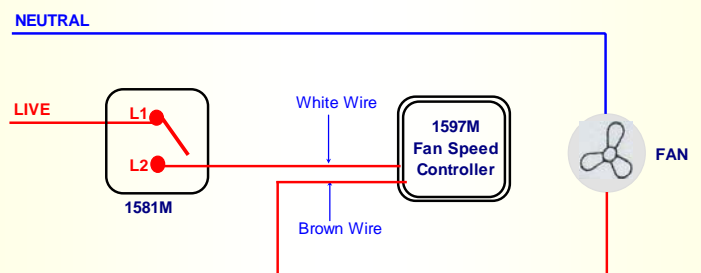 NEUTRAL
LIVE
L1
L2
1581M
White Wire
Brown Wire
1597M
Fan Speed
Controller
FAN